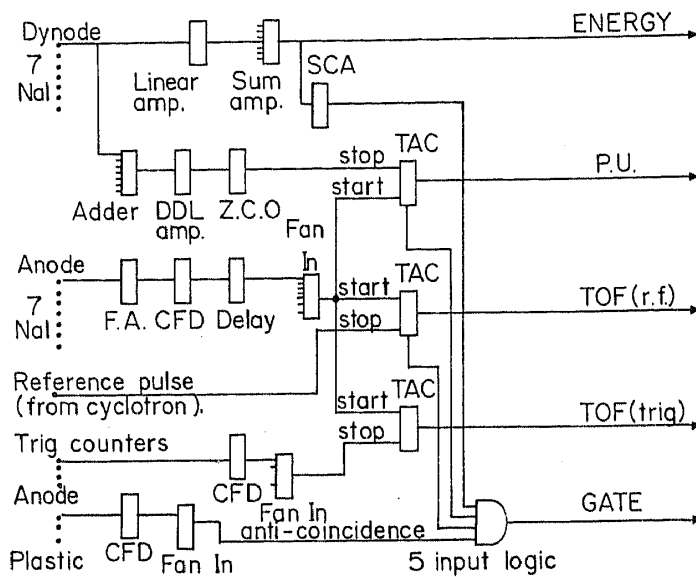 Dynode
7
NaI
Linear
amp.
Sum
amp.
SCA
ENERGY
Adder
DDL
amp.
Z.C.O
stop
start
TAC
P.U.
Anode
7
NaI
F.A.
CFD
Delay
Fan
In
start
stop
TAC
TOF(r.f.)
Reference pulse
(from cyclotron).
start
stop
TAC
TOF(trig)
Trig counters
CFD
Fan In
Anode
Plastic
CFD
Fan In
anti-coincidence
5 input logic
GATE